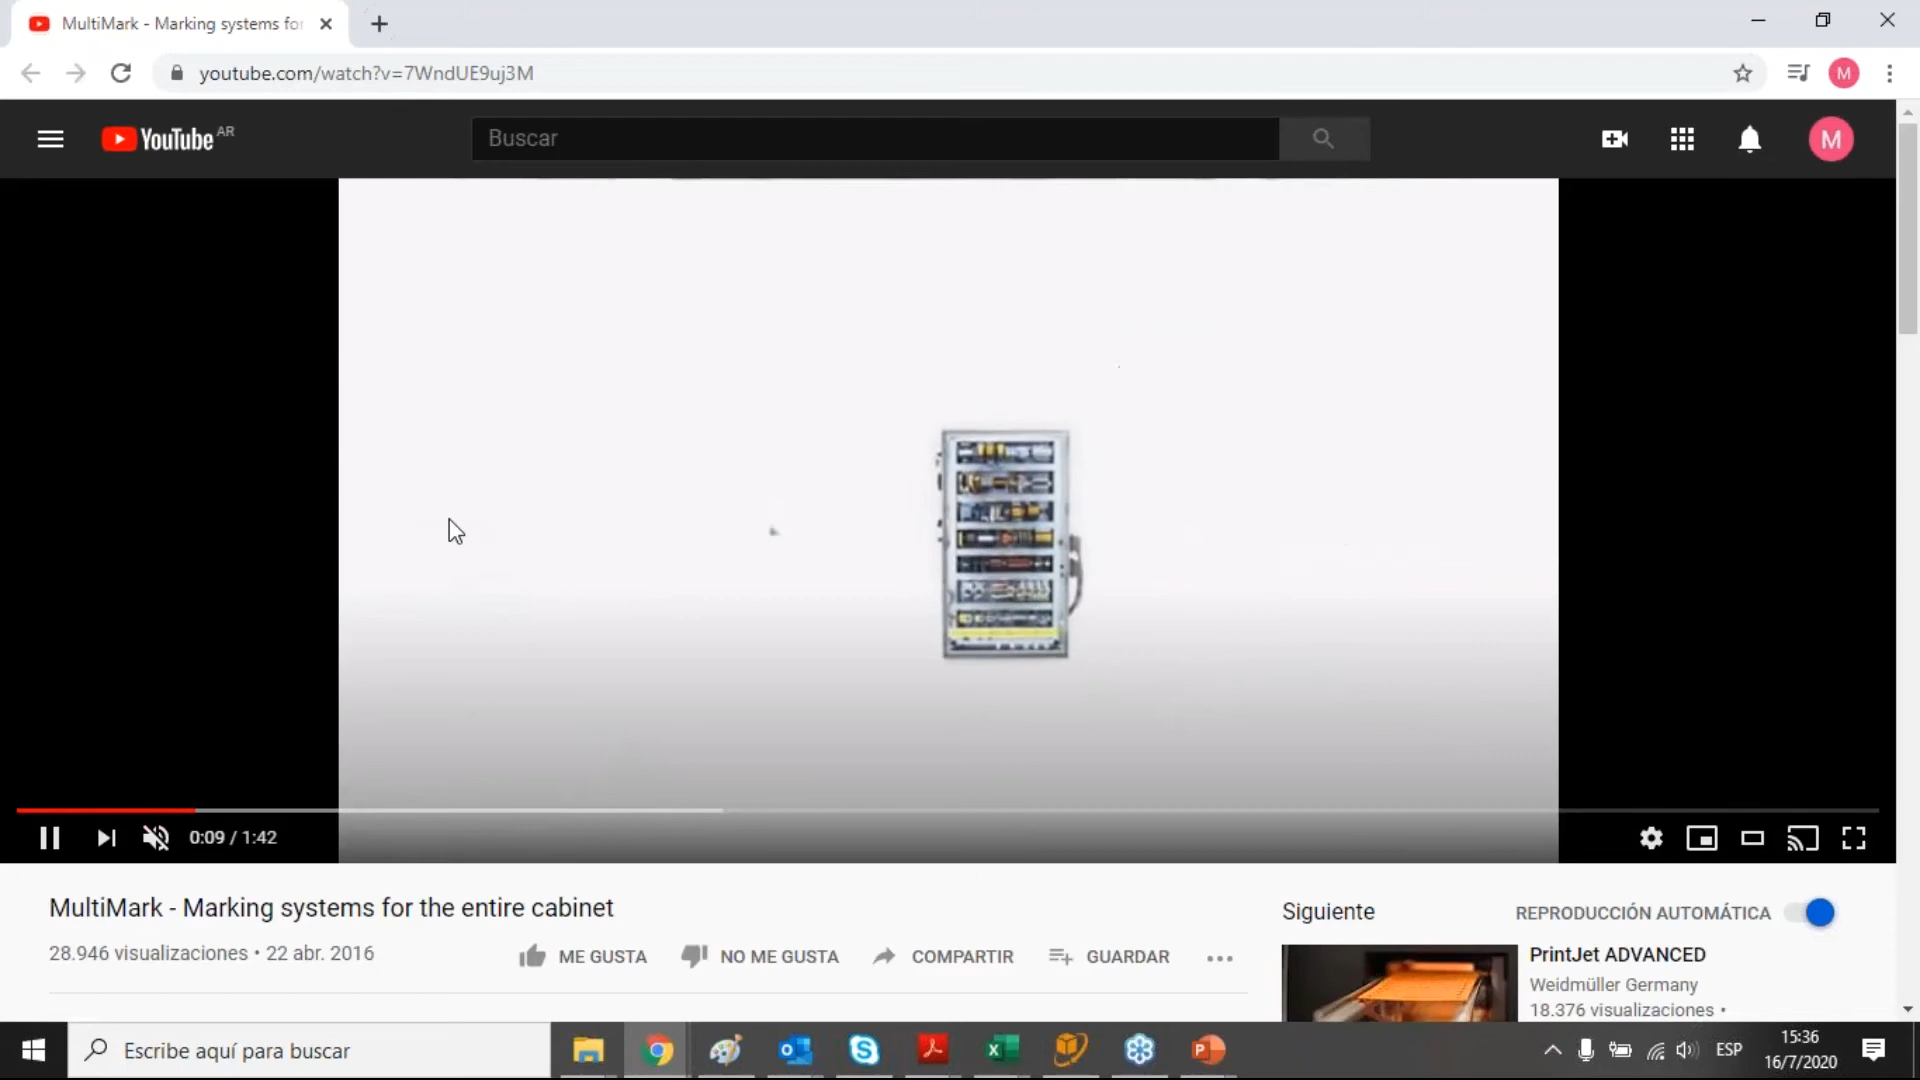 MultiMark - Marking systems for
youtube.com/watch?v=7WndUE9uj3M
M
YouTube AR
Buscar
M
0:09 / 1:42
MultiMark - Marking systems for the entire cabinet
28.946 visualizaciones • 22 abr. 2016
ME GUSTA
NO ME GUSTA
COMPARTIR
GUARDAR
Siguiente
REPRODUCCIÓN AUTOMÁTICA
PrintJet ADVANCED
Weidmüller Germany
18.376 visualizaciones •
Escribe aquí para buscar
ESP
15:36
16/7/2020